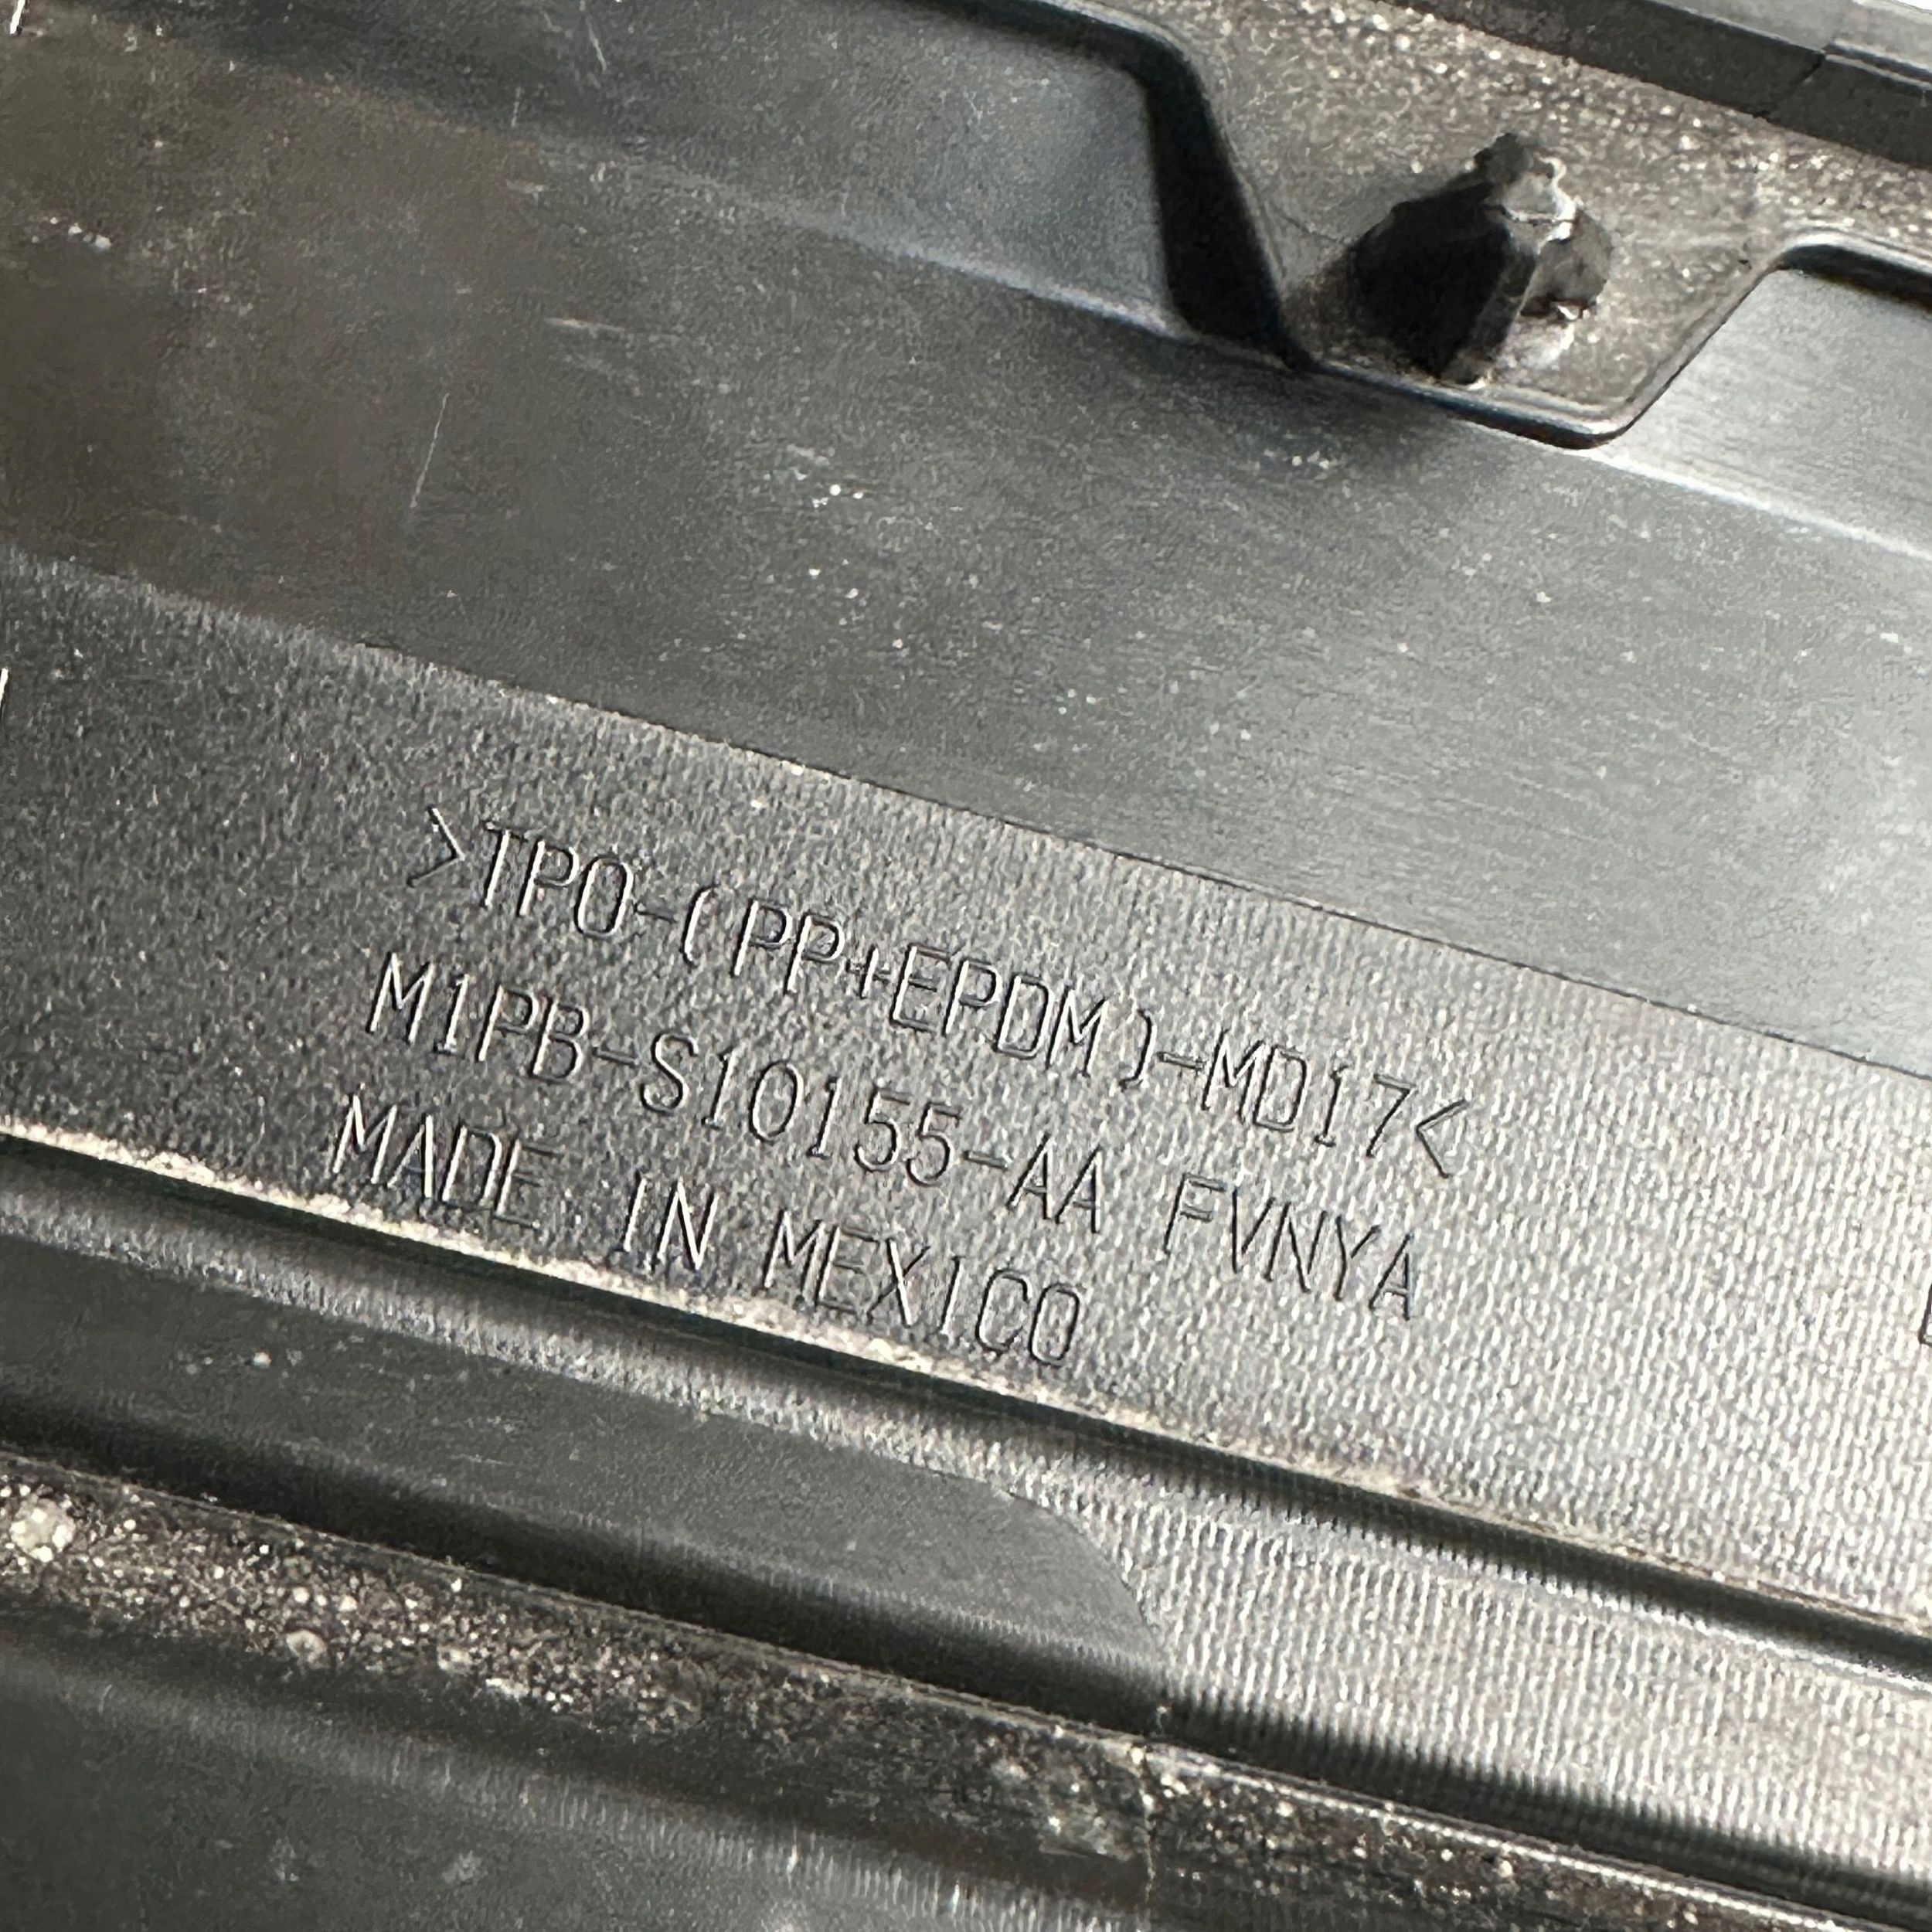 >TPO-(PP+EPDM)-MD17<
M1PB-S10155-AA FVNYA
MADE IN MEXICO